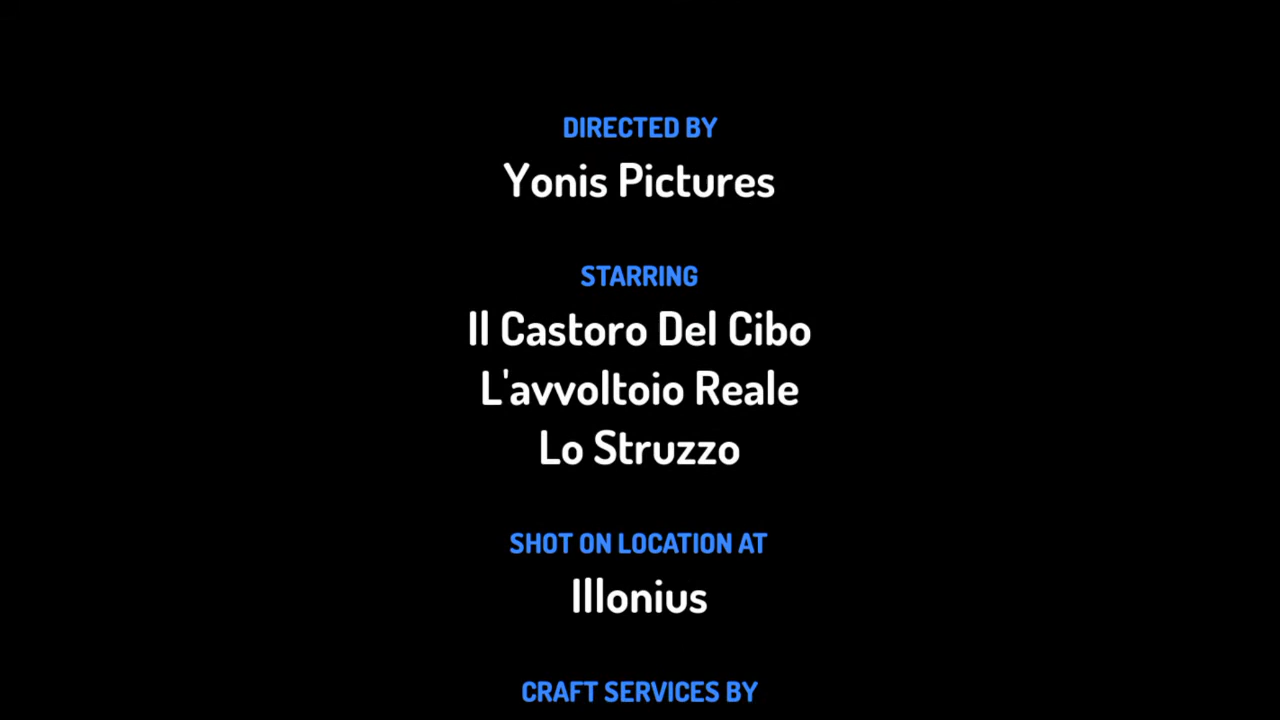 DIRECTED BY
Yonis Pictures
STARRING
Il Castoro Del Cibo
L'avvoltoio Reale
Lo Struzzo
SHOT ON LOCATION AT
Illonius
CRAFT SERVICES BY